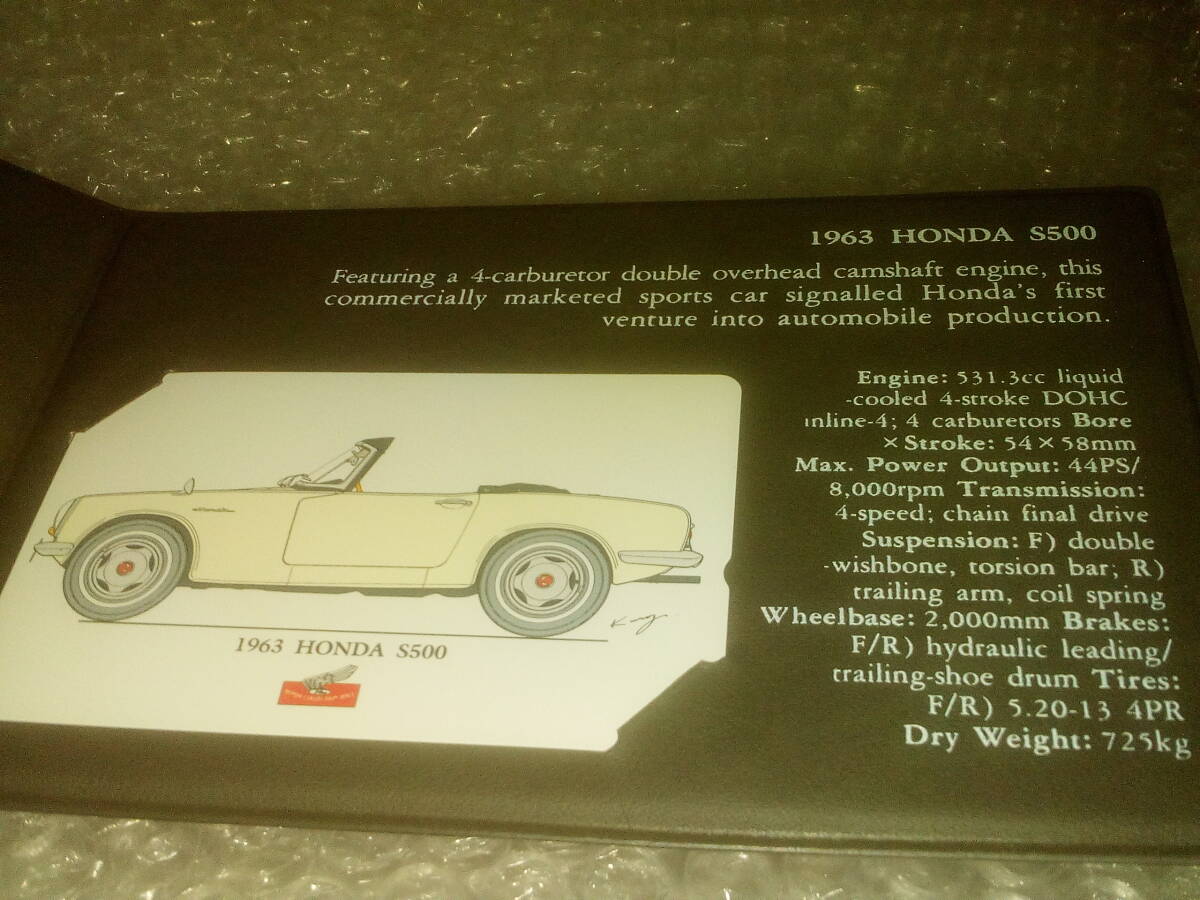 1963 HONDA S500
Featuring a 4-carburetor double overhead camshaft engine, this
commercially marketed sports car signalled Honda's first
venture into automobile production.
Engine: 531.3cc liquid
-cooled 4-stroke DOHC
inline-4; 4 carburetors Bore
×Stroke: 54×58mm
Max. Power Output: 44PS/
8,000rpm Transmission:
4-speed; chain final drive
Suspension: F) double
-wishbone, torsion bar; R)
trailing arm, coil spring
Wheelbase: 2,000mm Brakes:
F/R) hydraulic leading/
trailing-shoe drum Tires:
F/R) 5.20-13 4PR
Dry Weight: 725kg
1963 HONDA S500